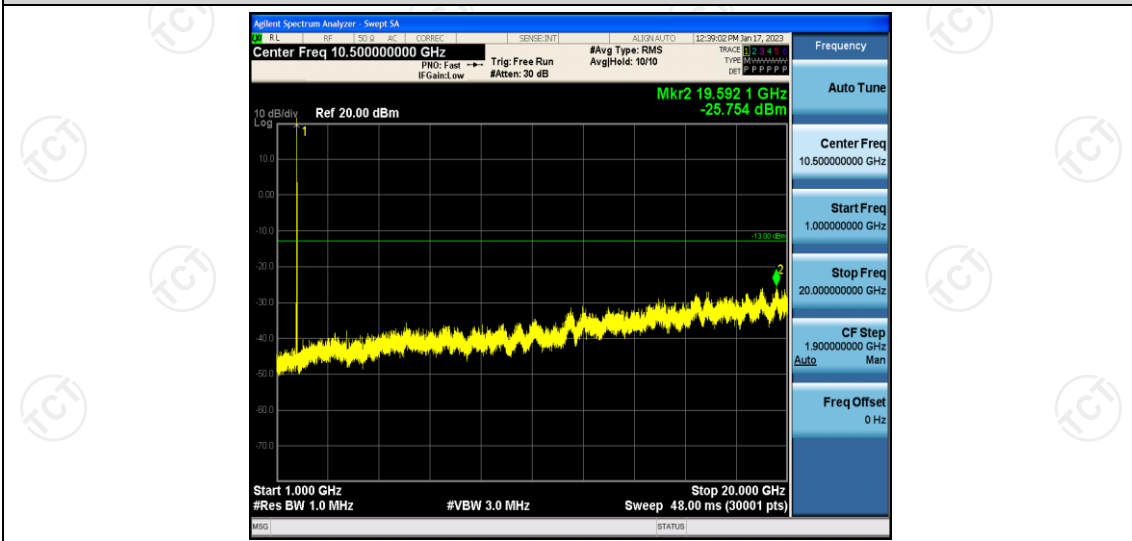 Agilent Spectrum Analyzer - Swept SA
RL RF 50 Ω AC CORREC SENSE:INT ALIGN AUTO 12:39:02 PM Jan 17, 2023
Center Freq 10.500000000 GHz
PNO: Fast
IFGain:Low
Trig: Free Run
#Atten: 30 dB
#Avg Type: RMS
Avg|Hold: 10/10
TRACE 1 2 3 4 5 6
TYPE M
DET P P P P P P
Mkr2 19.592 1 GHz
-25.754 dBm
10 dB/div Ref 20.00 dBm
Log
1
10.0
0.00
-10.0
-13.00 dBm
-20.0
2
-30.0
-40.0
-50.0
-60.0
-70.0
Start 1.000 GHz Stop 20.000 GHz
#Res BW 1.0 MHz #VBW 3.0 MHz Sweep 48.00 ms (30001 pts)
MSG STATUS
Frequency
Auto Tune
Center Freq
10.500000000 GHz
Start Freq
1.000000000 GHz
Stop Freq
20.000000000 GHz
CF Step
1.900000000 GHz
Auto Man
Freq Offset
0 Hz
TCT
TCT
TCT
TCT
TCT
TCT